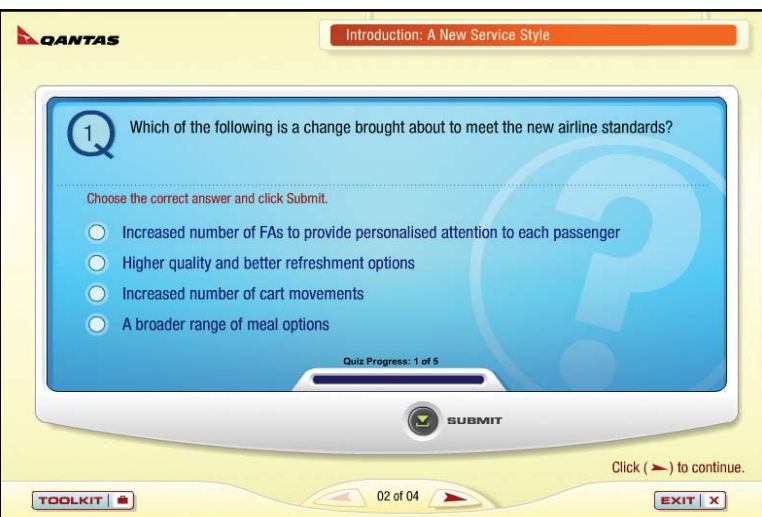 QANTAS
Introduction: A New Service Style
Q1
Which of the following is a change brought about to meet the new airline standards?
Choose the correct answer and click Submit.
Increased number of FAs to provide personalised attention to each passenger
Higher quality and better refreshment options
Increased number of cart movements
A broader range of meal options
Quiz Progress: 1 of 5
SUBMIT
Click ( ➤ ) to continue.
TOOLKIT
02 of 04
EXIT X